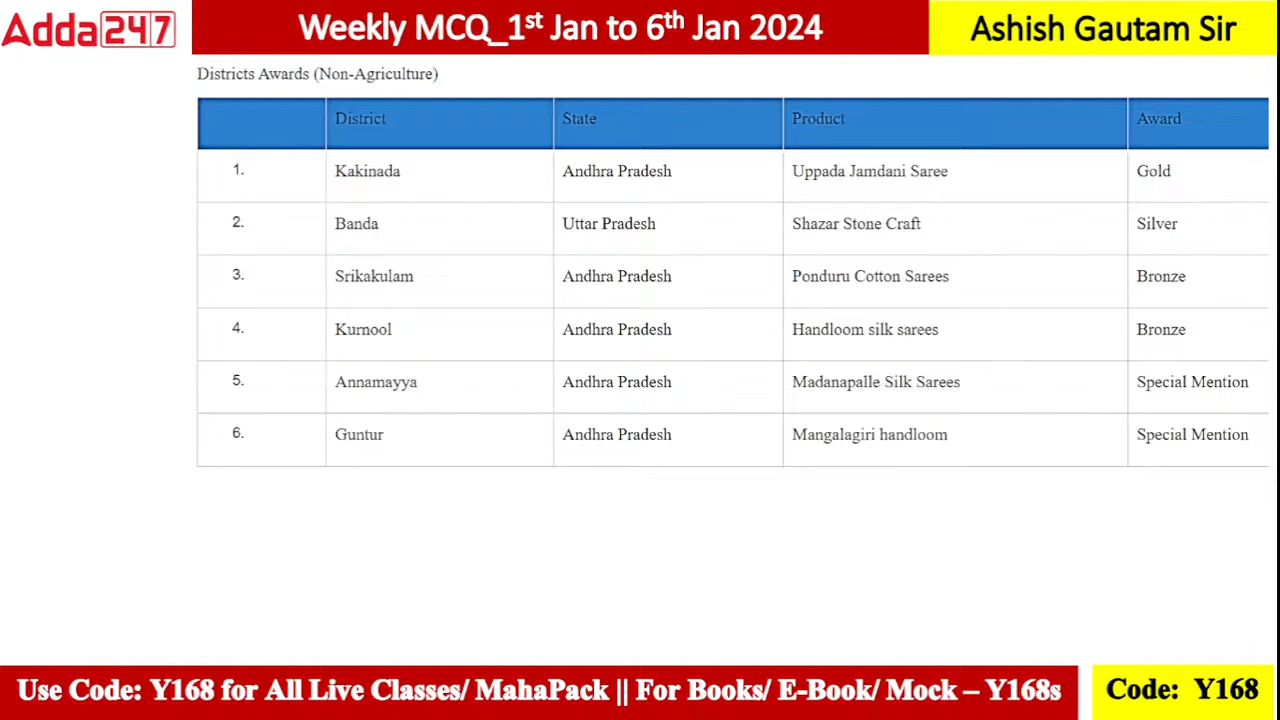 Adda247
Weekly MCQ_1st Jan to 6th Jan 2024
Ashish Gautam Sir
Districts Awards (Non-Agriculture)
District State Product Award
1. Kakinada Andhra Pradesh Uppada Jamdani Saree Gold
2. Banda Uttar Pradesh Shazar Stone Craft Silver
3. Srikakulam Andhra Pradesh Ponduru Cotton Sarees Bronze
4. Kurnool Andhra Pradesh Handloom silk sarees Bronze
5. Annamayya Andhra Pradesh Madanapalle Silk Sarees Special Mention
6. Guntur Andhra Pradesh Mangalagiri handloom Special Mention
Use Code: Y168 for All Live Classes/ MahaPack || For Books/ E-Book/ Mock – Y168s
Code: Y168